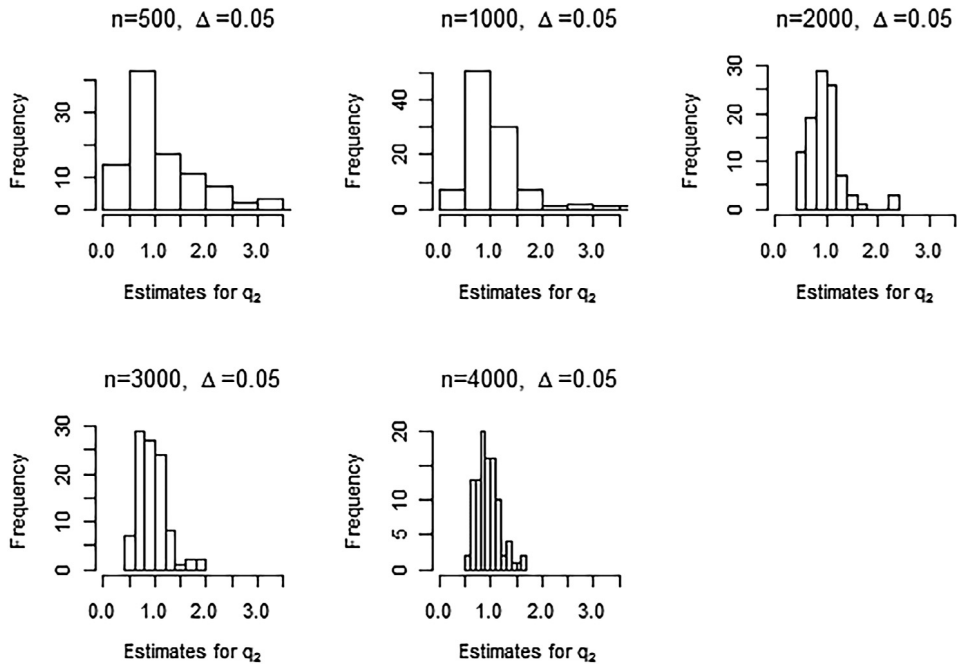 n=500, Δ=0.05
n=1000, Δ=0.05
n=2000, Δ=0.05
Frequency
0 10 30
0.0 1.0 2.0 3.0
Estimates for q₂
Frequency
0 20 40
0.0 1.0 2.0 3.0
Estimates for q₂
Frequency
0 10 20 30
0.0 1.0 2.0 3.0
Estimates for q₂
n=3000, Δ=0.05
n=4000, Δ=0.05
Frequency
0 10 20 30
0.0 1.0 2.0 3.0
Estimates for q₂
Frequency
0 5 10 20
0.0 1.0 2.0 3.0
Estimates for q₂